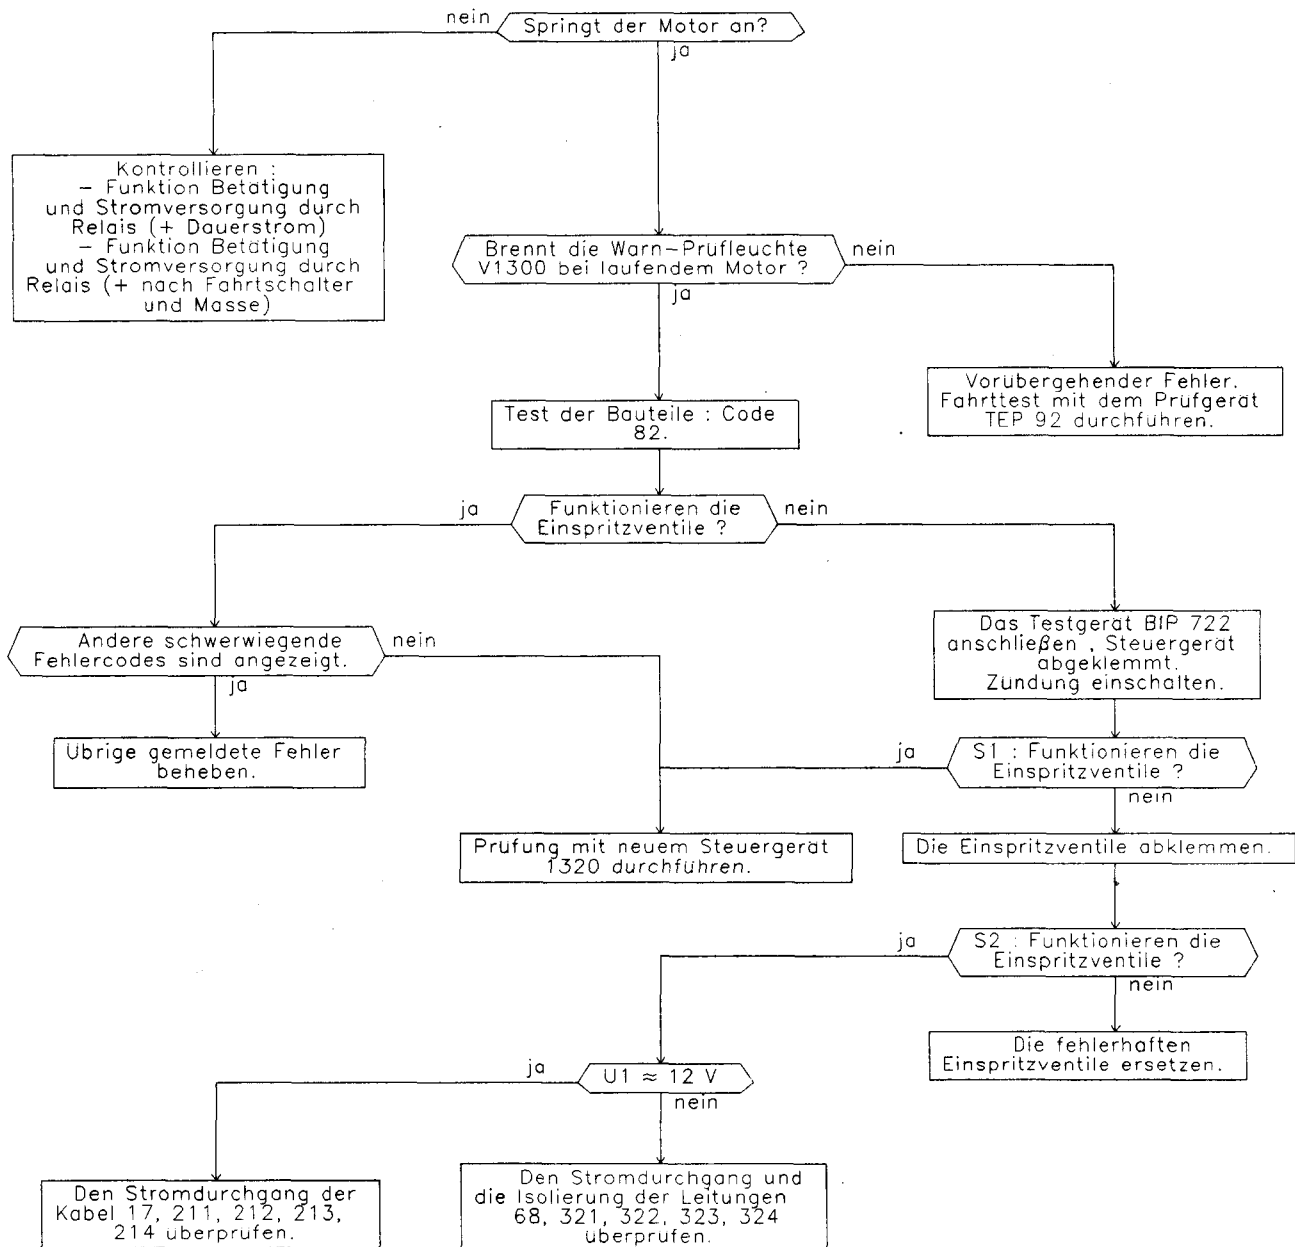 nein
Springt der Motor an?
ja
Kontrollieren :
– Funktion Betätigung
und Stromversorgung durch
Relais (+ Dauerstrom)
– Funktion Betätigung
und Stromversorgung durch
Relais (+ nach Fahrtschalter
und Masse)
Brennt die Warn–Prüfleuchte
V1300 bei laufendem Motor ?
nein
ja
Vorübergehender Fehler.
Fahrttest mit dem Prüfgerät
TEP 92 durchführen.
Test der Bauteile : Code
82.
ja
Funktionieren die
Einspritzventile ?
nein
Andere schwerwiegende
Fehlercodes sind angezeigt.
nein
ja
Das Testgerät BIP 722
anschließen , Steuergerät
abgeklemmt.
Zündung einschalten.
Übrige gemeldete Fehler
beheben.
ja
S1 : Funktionieren die
Einspritzventile ?
nein
Prüfung mit neuem Steuergerät
1320 durchführen.
Die Einspritzventile abklemmen.
ja
S2 : Funktionieren die
Einspritzventile ?
nein
Die fehlerhaften
Einspritzventile ersetzen.
ja
U1 ≈ 12 V
nein
Den Stromdurchgang der
Kabel 17, 211, 212, 213,
214 überprüfen.
Den Stromdurchgang und
die Isolierung der Leitungen
68, 321, 322, 323, 324
überprüfen.